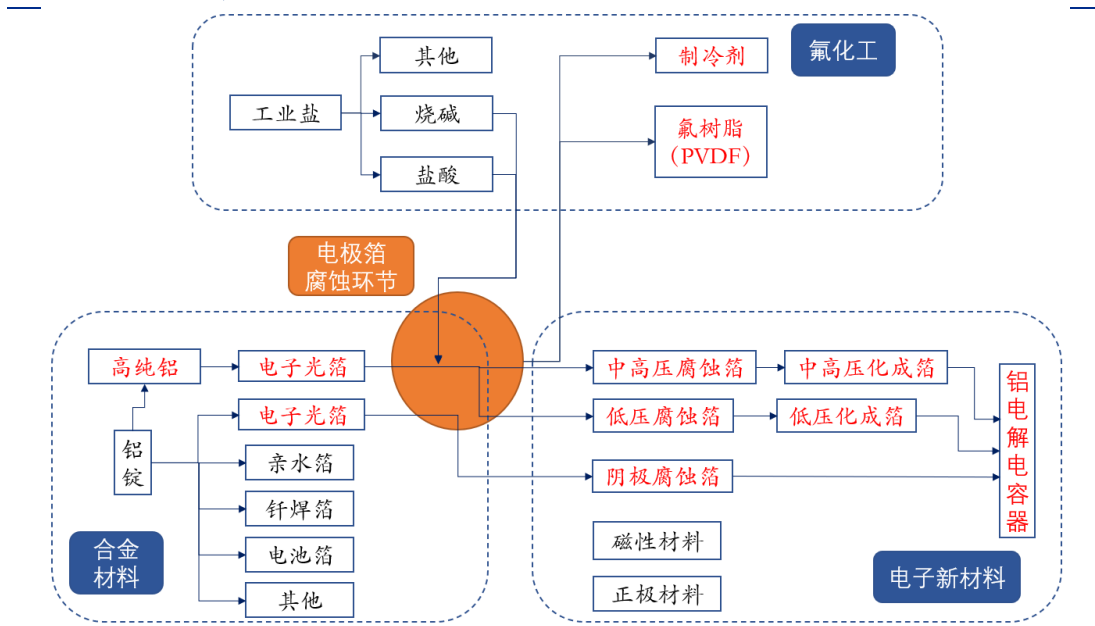 其他
制冷剂
氟化工
工业盐
烧碱
氟树脂
（PVDF）
盐酸
电极箔
腐蚀环节
高纯铝
电子光箔
中高压腐蚀箔
中高压化成箔
铝电解电容器
电子光箔
低压腐蚀箔
低压化成箔
铝锭
亲水箔
阴极腐蚀箔
钎焊箔
磁性材料
合金
材料
电池箔
电子新材料
其他
正极材料